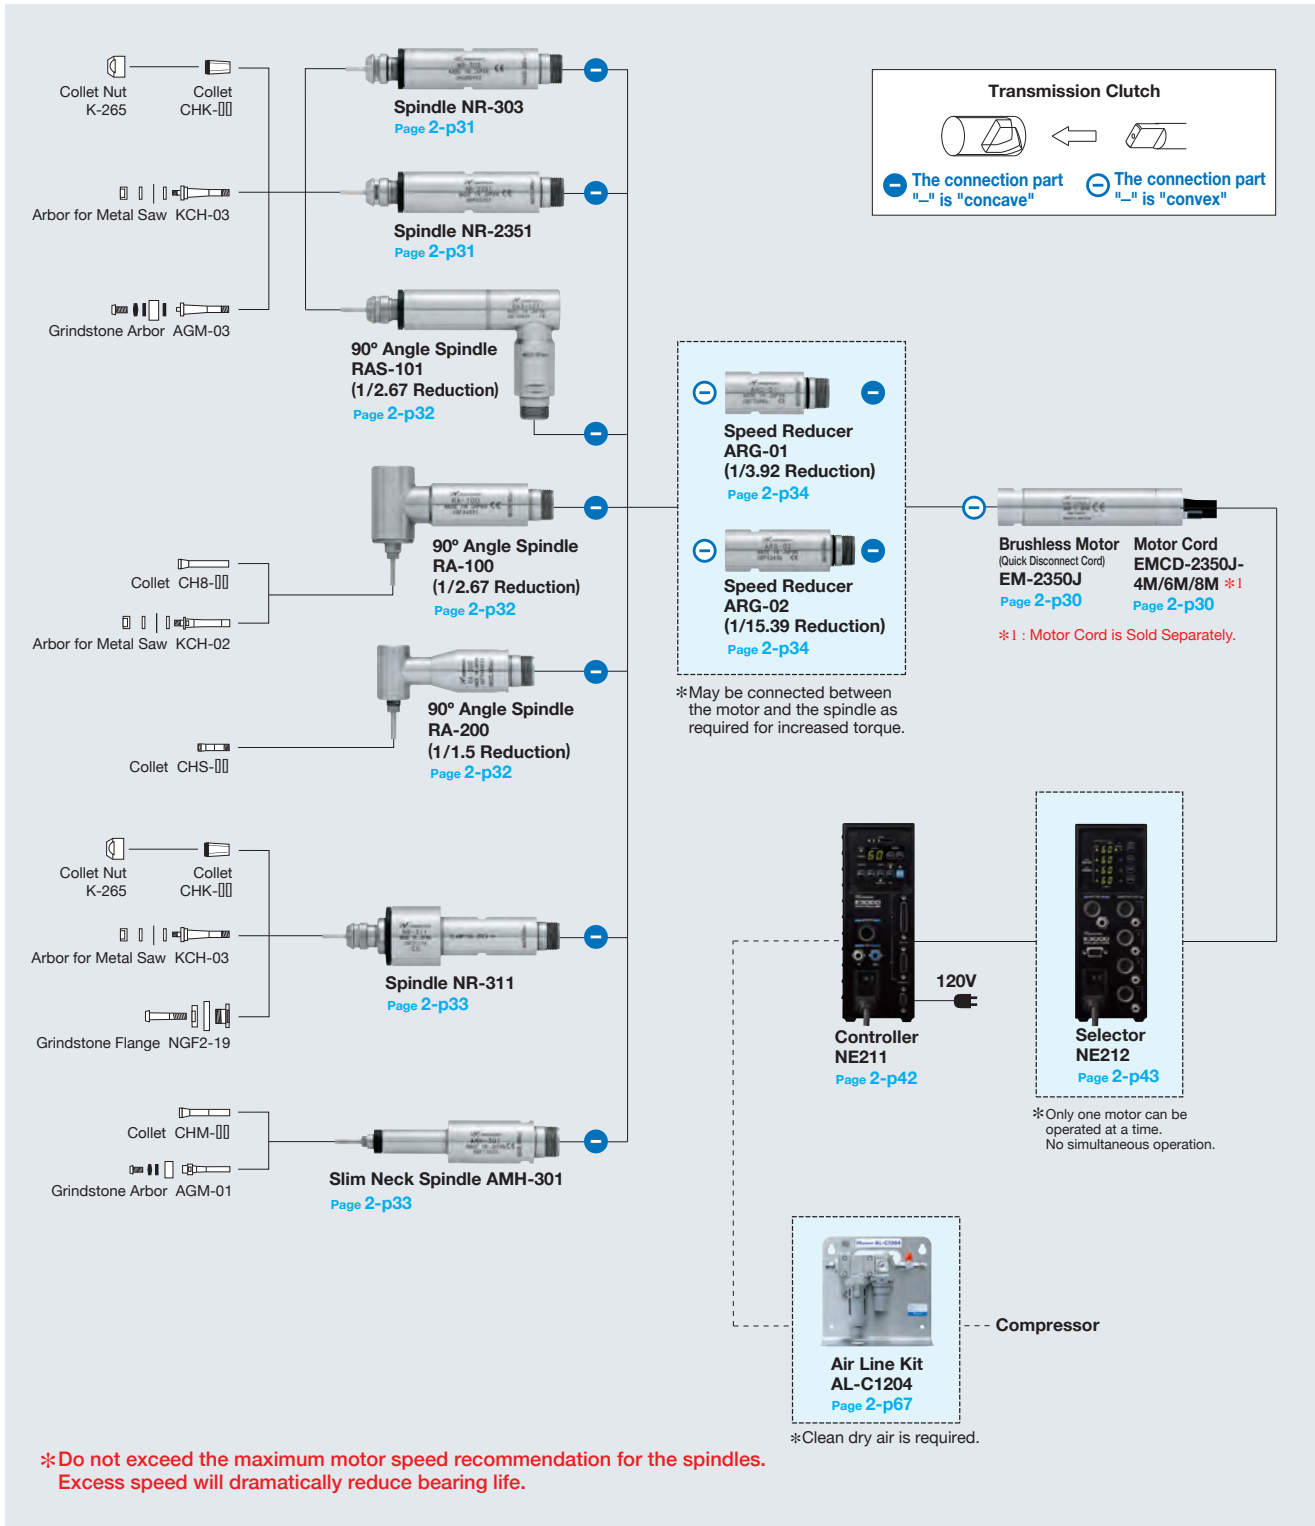 Collet Nut
K-265
Collet
CHK-▯▯
Spindle NR-303
Page 2-p31
Transmission Clutch
The connection part
"–" is "concave"
The connection part
"–" is "convex"
Arbor for Metal Saw KCH-03
Spindle NR-2351
Page 2-p31
Grindstone Arbor AGM-03
90º Angle Spindle
RAS-101
(1/2.67 Reduction)
Page 2-p32
Speed Reducer
ARG-01
(1/3.92 Reduction)
Page 2-p34
90º Angle Spindle
RA-100
(1/2.67 Reduction)
Page 2-p32
Collet CH8-▯▯
Arbor for Metal Saw KCH-02
Speed Reducer
ARG-02
(1/15.39 Reduction)
Page 2-p34
Brushless Motor
(Quick Disconnect Cord)
EM-2350J
Page 2-p30
Motor Cord
EMCD-2350J-
4M/6M/8M *1
Page 2-p30
*1 : Motor Cord is Sold Separately.
*May be connected between
the motor and the spindle as
required for increased torque.
90º Angle Spindle
RA-200
(1/1.5 Reduction)
Page 2-p32
Collet CHS-▯▯
Collet Nut
K-265
Collet
CHK-▯▯
Arbor for Metal Saw KCH-03
Spindle NR-311
Page 2-p33
Grindstone Flange NGF2-19
120V
Controller
NE211
Page 2-p42
Selector
NE212
Page 2-p43
*Only one motor can be
operated at a time.
No simultaneous operation.
Collet CHM-▯▯
Grindstone Arbor AGM-01
Slim Neck Spindle AMH-301
Page 2-p33
Compressor
Air Line Kit
AL-C1204
Page 2-p67
*Clean dry air is required.
*Do not exceed the maximum motor speed recommendation for the spindles.
Excess speed will dramatically reduce bearing life.